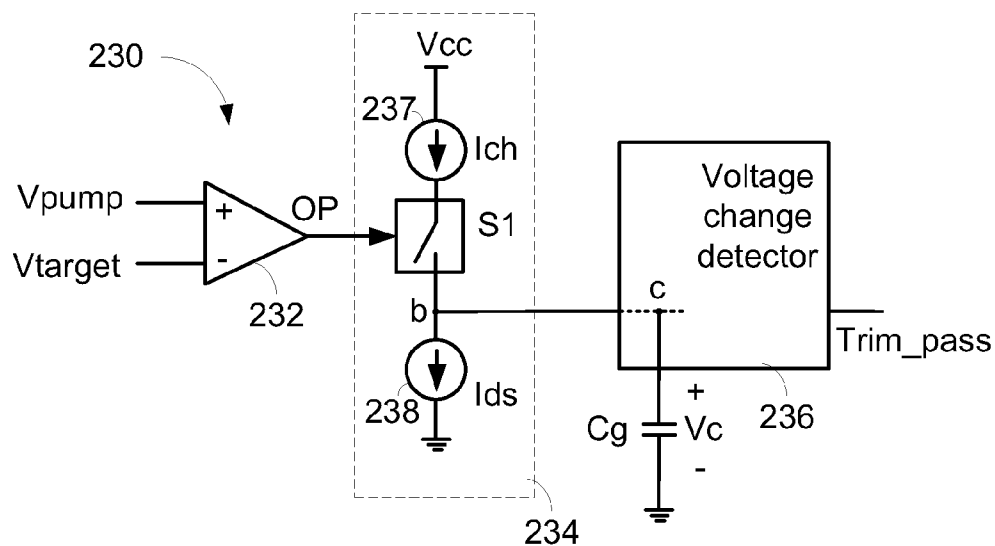 230
Vcc
237
Ich
Vpump
+
OP
S1
Vtarget
-
232
b
238
Ids
234
Voltage
change
detector
c
Trim_pass
236
+
Cg
Vc
-